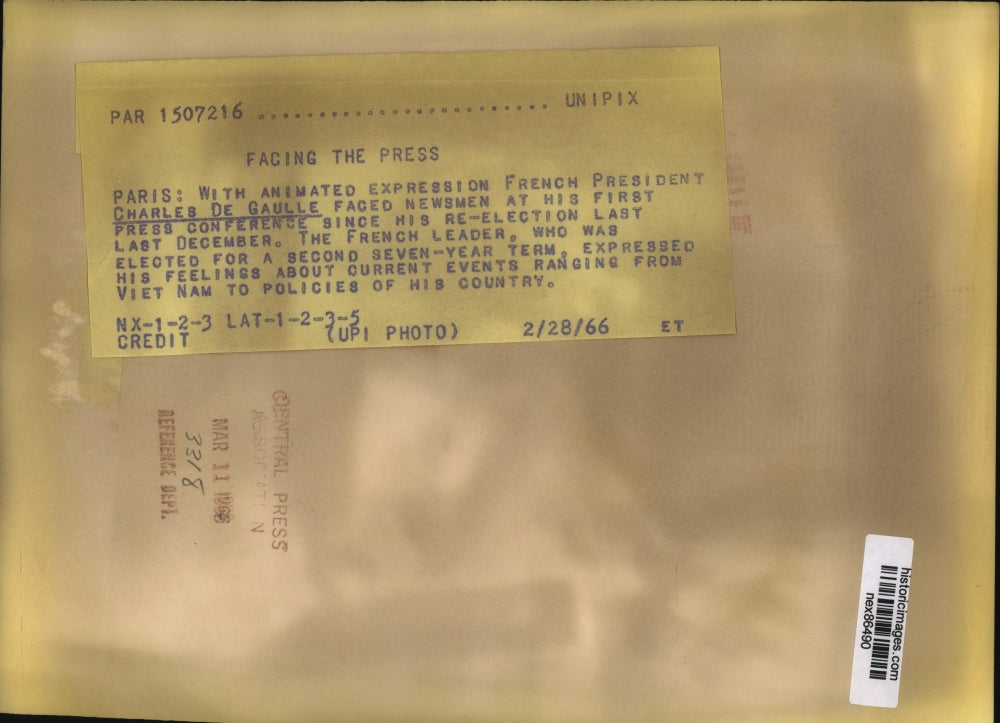 PAR 1507216 ........................ UNIPIX
FACING THE PRESS
PARIS: WITH ANIMATED EXPRESSION FRENCH PRESIDENT
CHARLES DE GAULLE FACED NEWSMEN AT HIS FIRST
PRESS CONFERENCE SINCE HIS RE-ELECTION LAST
LAST DECEMBER. THE FRENCH LEADER, WHO WAS
ELECTED FOR A SECOND SEVEN-YEAR TERM, EXPRESSED
HIS FEELINGS ABOUT CURRENT EVENTS RANGING FROM
VIET NAM TO POLICIES OF HIS COUNTRY.
NX-1-2-3 LAT-1-2-3-5
CREDIT (UPI PHOTO) 2/28/66 ET
CENTRAL PRESS
MAR 11 1966
3318
REFERENCE DEPT.
historicimages.com
nex86490